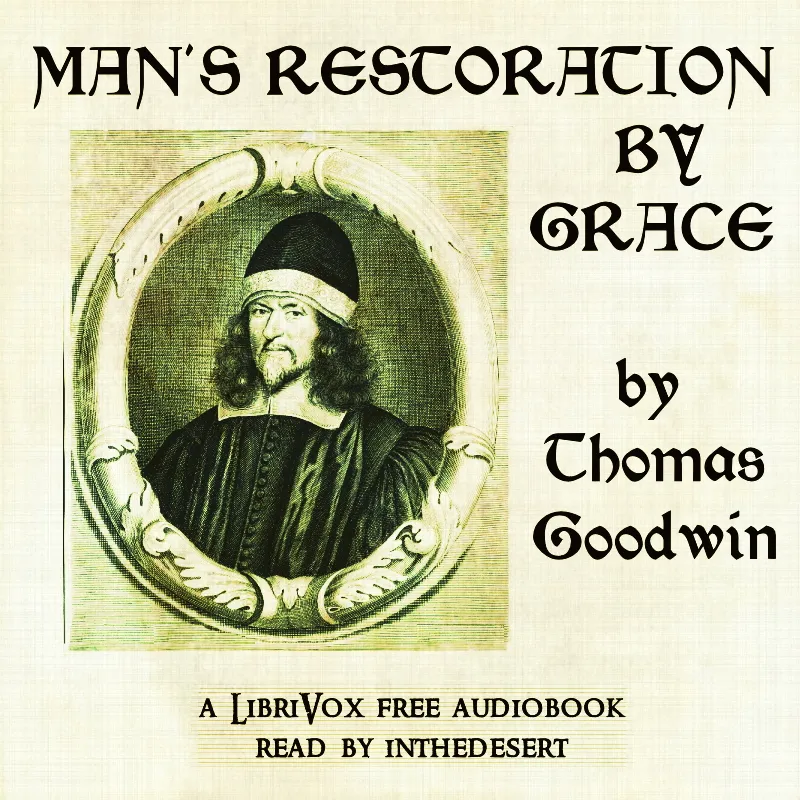 MAN'S RESTORATION
BY
GRACE
by
Thomas
Goodwin
A LIBRIVOX FREE AUDIOBOOK
READ BY INTHEDESERT